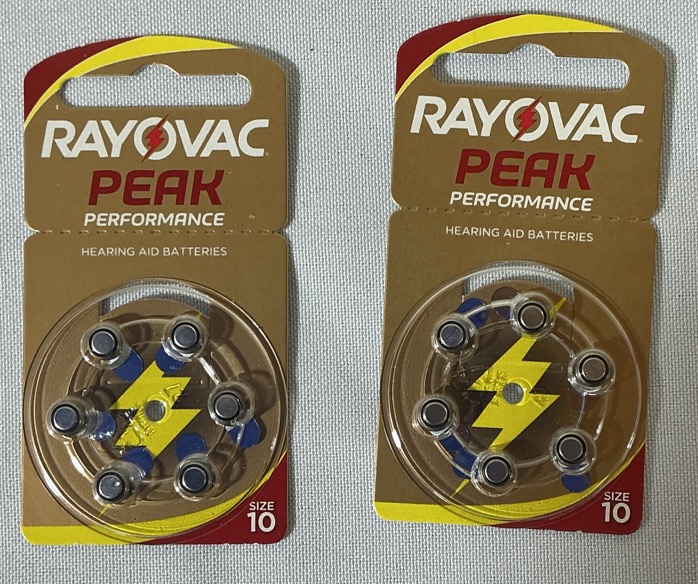 RAYOVAC
PEAK
PERFORMANCE
HEARING AID BATTERIES
SIZE
10
RAYOVAC
PEAK
PERFORMANCE
HEARING AID BATTERIES
SIZE
10